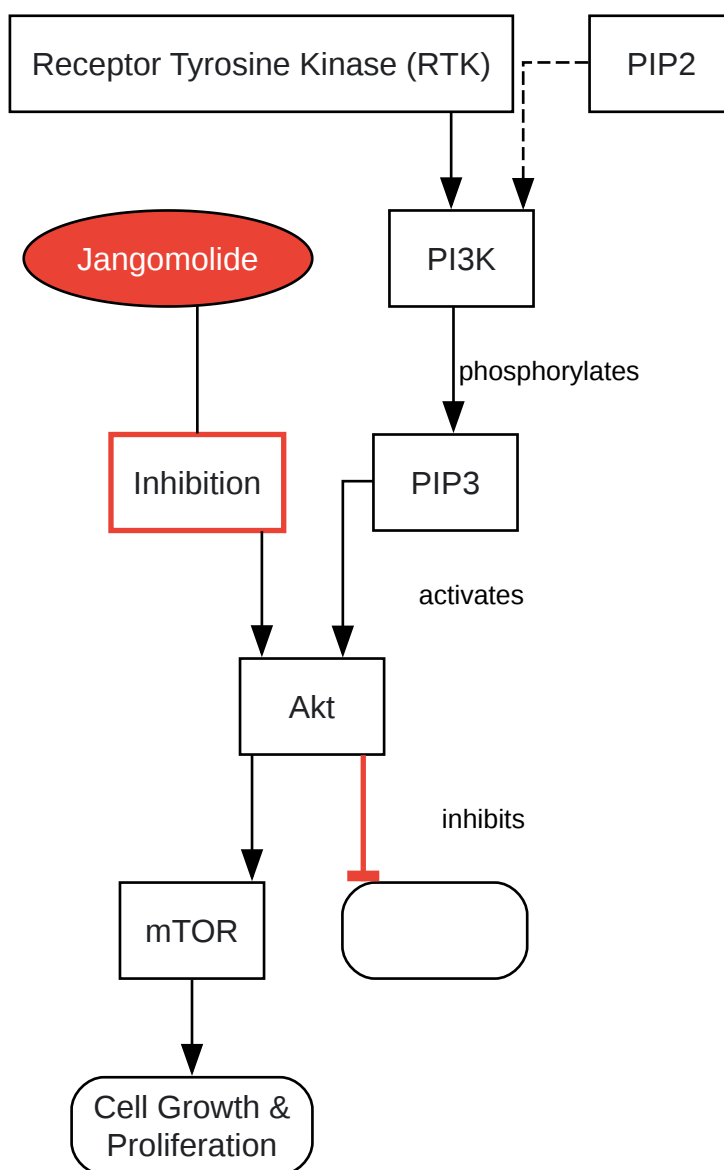 Receptor Tyrosine Kinase (RTK)
PIP2
Jangomolide
PI3K
phosphorylates
Inhibition
PIP3
activates
Akt
inhibits
mTOR
Cell Growth &
Proliferation